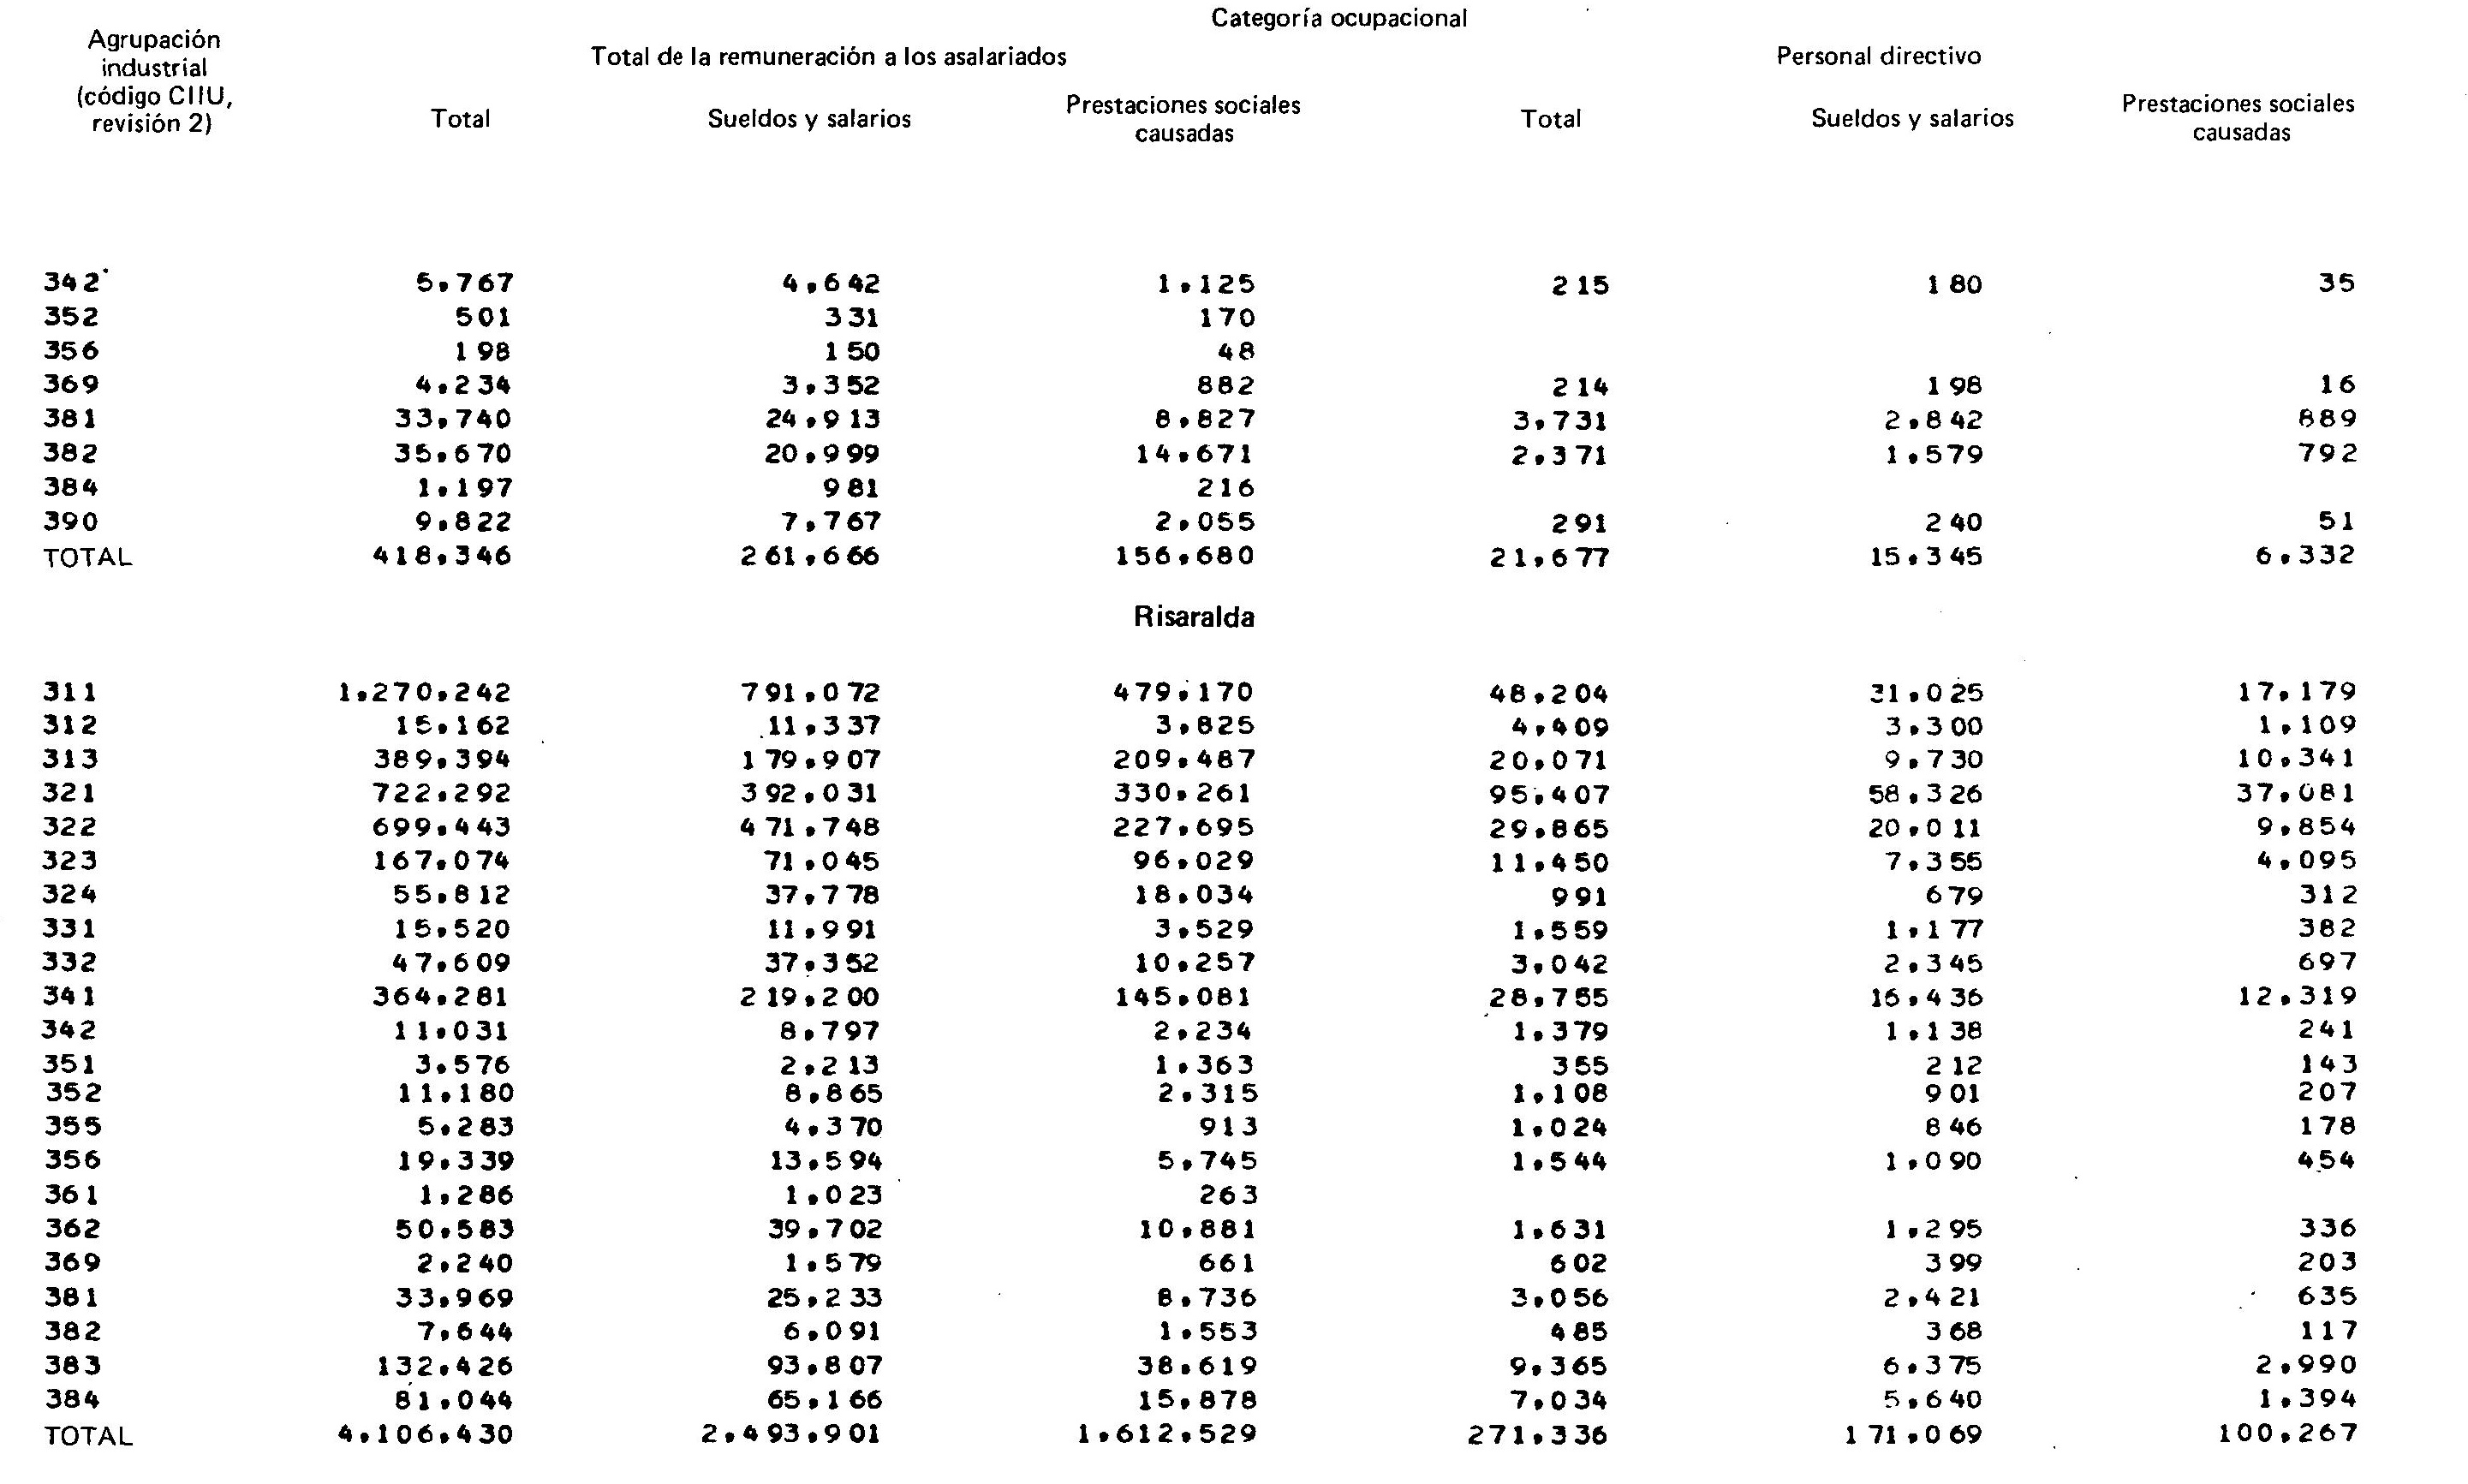 Categoría ocupacional
Agrupación industrial (código CIIU, revisión 2)
Total de la remuneración a los asalariados Personal directivo
Total Sueldos y salarios Prestaciones sociales causadas Total Sueldos y salarios Prestaciones sociales causadas
342 5,767 4,642 1,125 215 180 35
352 501 331 170
356 198 150 48
369 4,234 3,352 882 214 198 16
381 33,740 24,913 8,827 3,731 2,842 889
382 35,670 20,999 14,671 2,371 1,579 792
384 1,197 981 216
390 9,822 7,767 2,055 291 240 51
TOTAL 418,346 261,666 156,680 21,677 15,345 6,332
Risaralda
311 1,270,242 791,072 479,170 48,204 31,025 17,179
312 15,162 11,337 3,825 4,409 3,300 1,109
313 389,394 179,907 209,487 20,071 9,730 10,341
321 722,292 392,031 330,261 95,407 58,326 37,081
322 699,443 471,748 227,695 29,865 20,011 9,854
323 167,074 71,045 96,029 11,450 7,355 4,095
324 55,812 37,778 18,034 991 679 312
331 15,520 11,991 3,529 1,559 1,177 382
332 47,609 37,352 10,257 3,042 2,345 697
341 364,281 219,200 145,081 28,755 16,436 12,319
342 11,031 8,797 2,234 1,379 1,138 241
351 3,576 2,213 1,363 355 212 143
352 11,180 8,865 2,315 1,108 901 207
355 5,283 4,370 913 1,024 846 178
356 19,339 13,594 5,745 1,544 1,090 454
361 1,286 1,023 263
362 50,583 39,702 10,881 1,631 1,295 336
369 2,240 1,579 661 602 399 203
381 33,969 25,233 8,736 3,056 2,421 635
382 7,644 6,091 1,553 485 368 117
383 132,426 93,807 38,619 9,365 6,375 2,990
384 81,044 65,166 15,878 7,034 5,640 1,394
TOTAL 4,106,430 2,493,901 1,612,529 271,336 171,069 100,267